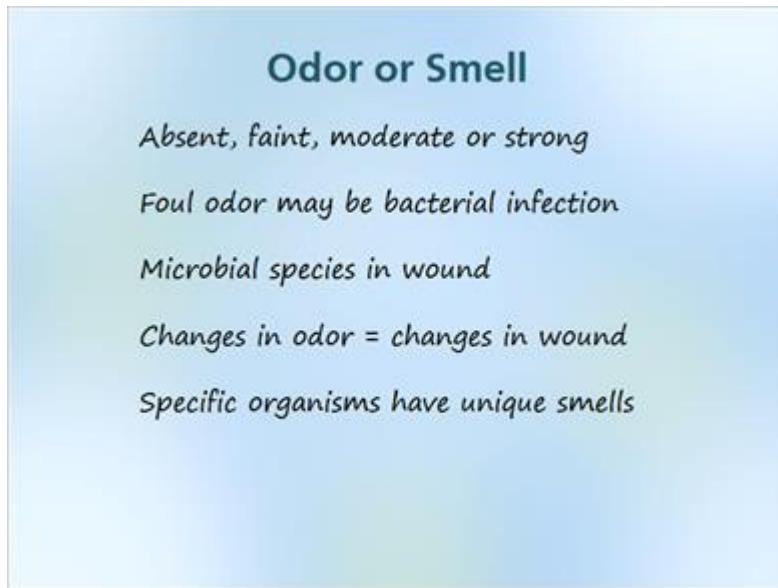 Odor or Smell
Absent, faint, moderate or strong
Foul odor may be bacterial infection
Microbial species in wound
Changes in odor = changes in wound
Specific organisms have unique smells